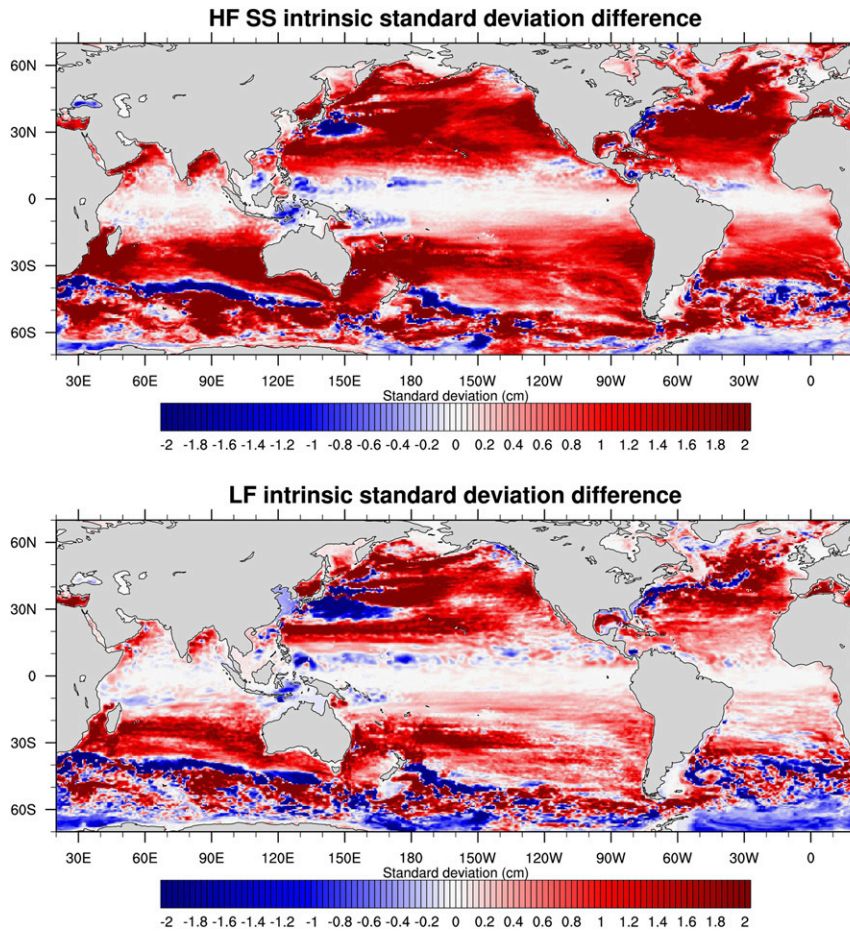 HF SS intrinsic standard deviation difference
60N
30N
0
30S
60S
30E 60E 90E 120E 150E 180 150W 120W 90W 60W 30W 0
Standard deviation (cm)
-2 -1.8 -1.6 -1.4 -1.2 -1 -0.8 -0.6 -0.4 -0.2 0 0.2 0.4 0.6 0.8 1 1.2 1.4 1.6 1.8 2
LF intrinsic standard deviation difference
60N
30N
0
30S
60S
30E 60E 90E 120E 150E 180 150W 120W 90W 60W 30W 0
Standard deviation (cm)
-2 -1.8 -1.6 -1.4 -1.2 -1 -0.8 -0.6 -0.4 -0.2 0 0.2 0.4 0.6 0.8 1 1.2 1.4 1.6 1.8 2